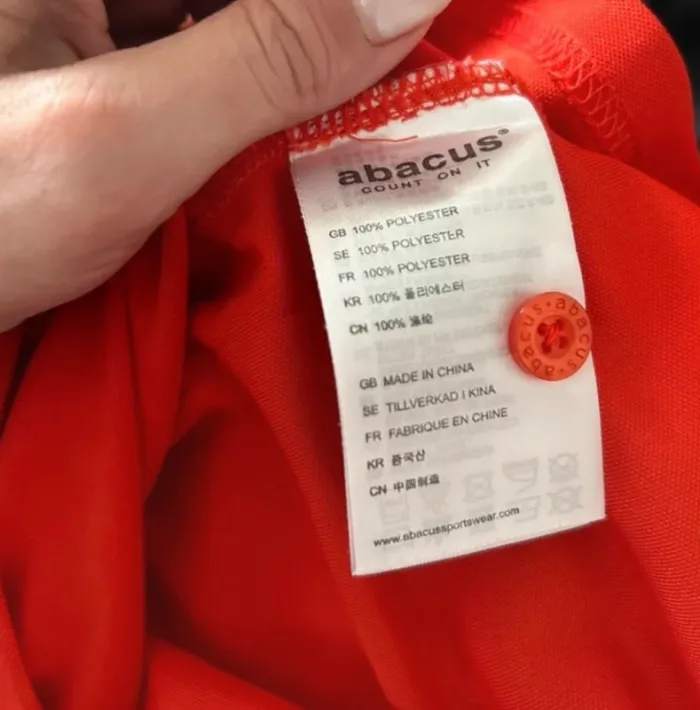 abacus®
COUNT ON IT
GB 100% POLYESTER
SE 100% POLYESTER
FR 100% POLYESTER
KR 100% 폴리에스터
CN 100% 涤纶
GB MADE IN CHINA
SE TILLVERKAD I KINA
FR FABRIQUE EN CHINE
KR 중국산
CN 中国制造
www.abacussportswear.com
abacus • abacus •